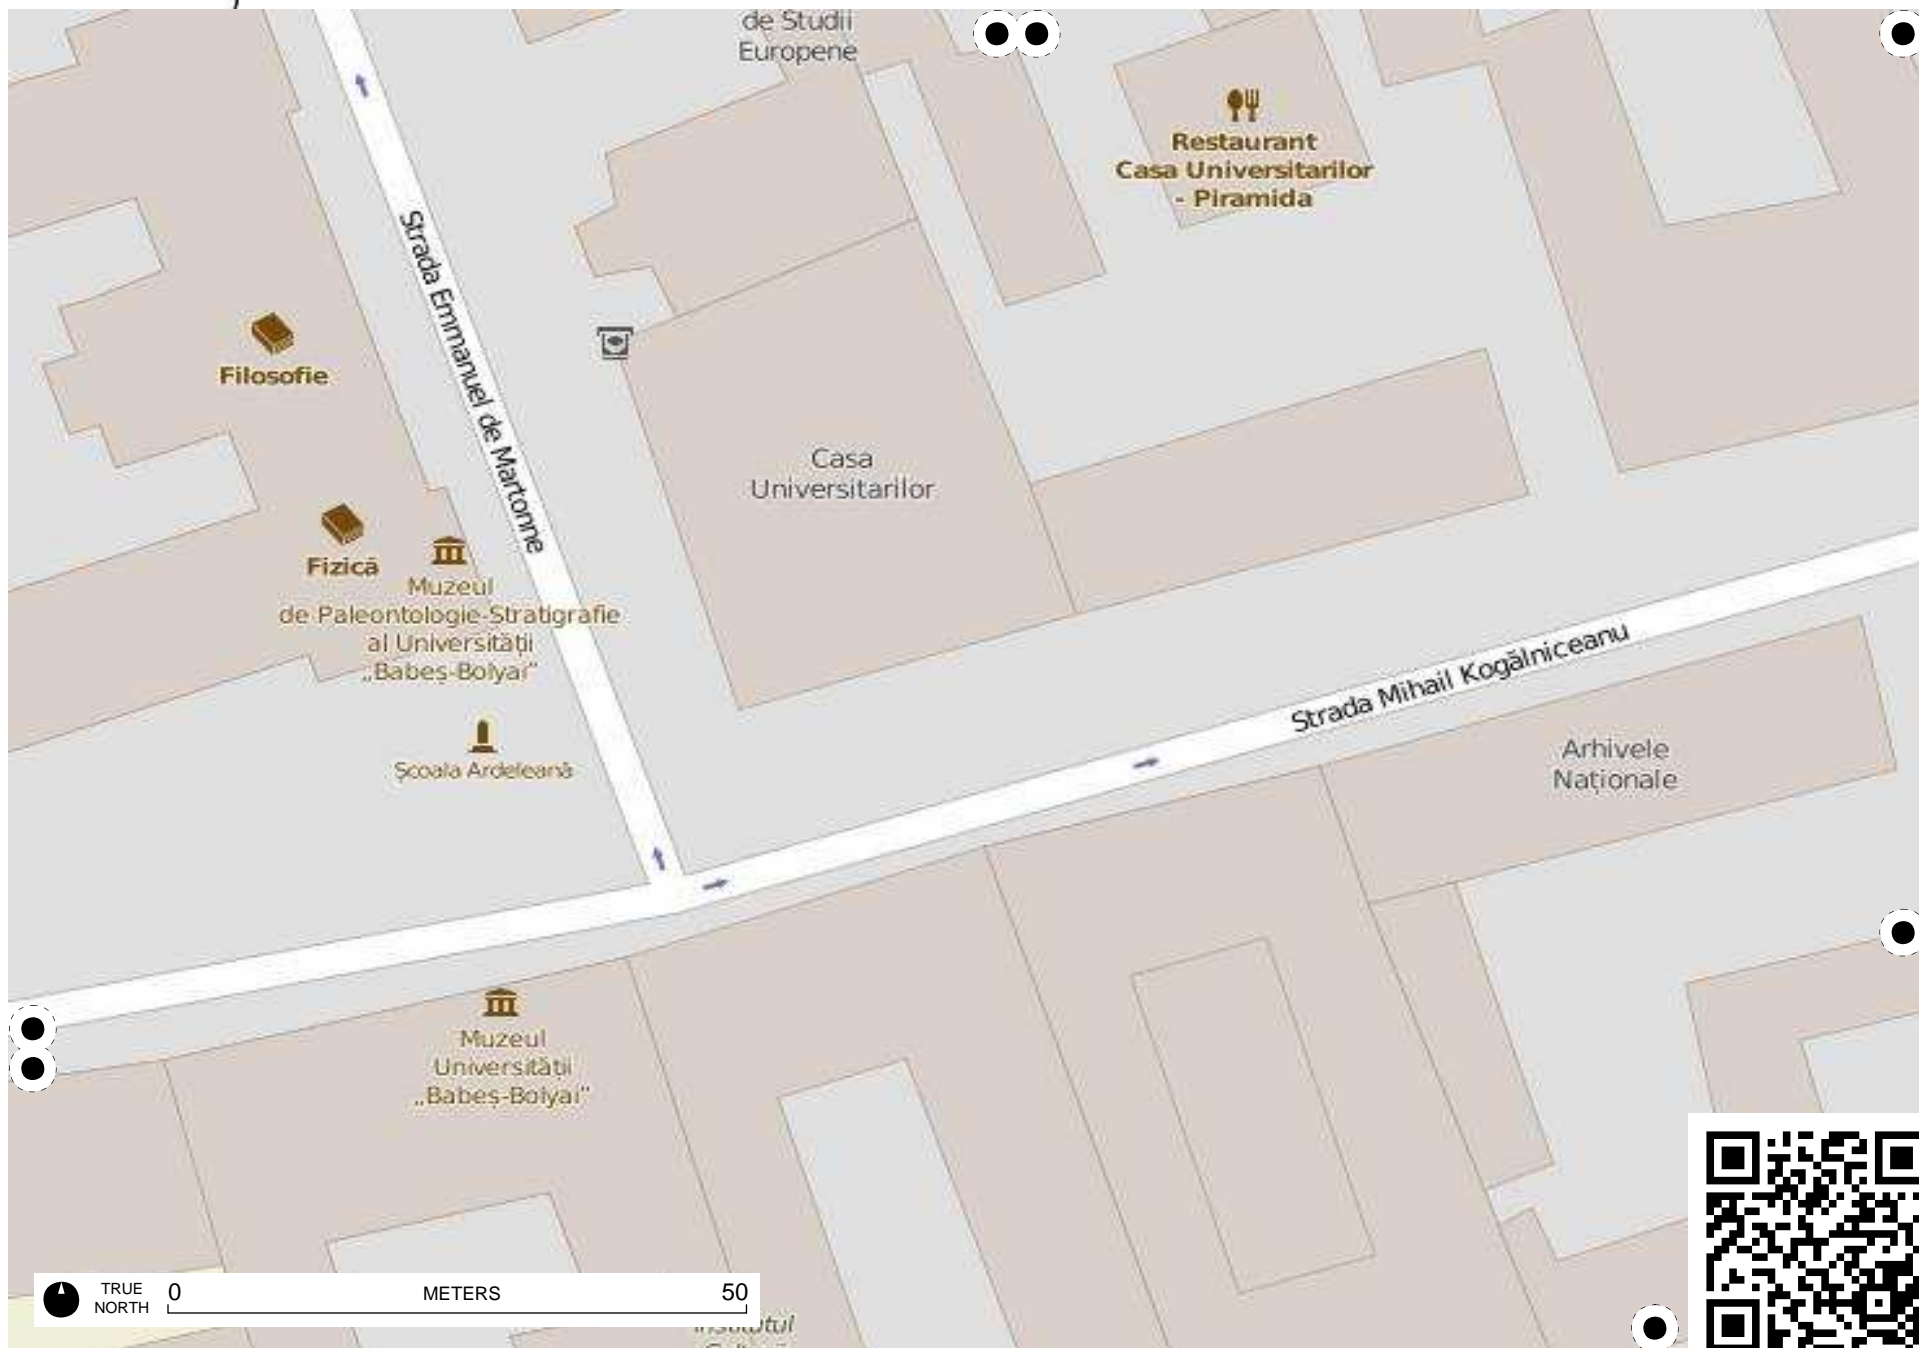 de Studii
Europene
Restaurant
Casa Universitarilor
- Piramida
Strada Emmanuel de Martonne
Filosofie
Casa
Universitarilor
Fizică
Muzeul
de Paleontologie-Stratigrafie
al Universității
„Babeș-Bolyai”
Strada Mihail Kogălniceanu
Școala Ardeleană
Arhivele
Naționale
Muzeul
Universității
„Babeș-Bolyai”
TRUE
NORTH
0
METERS
50